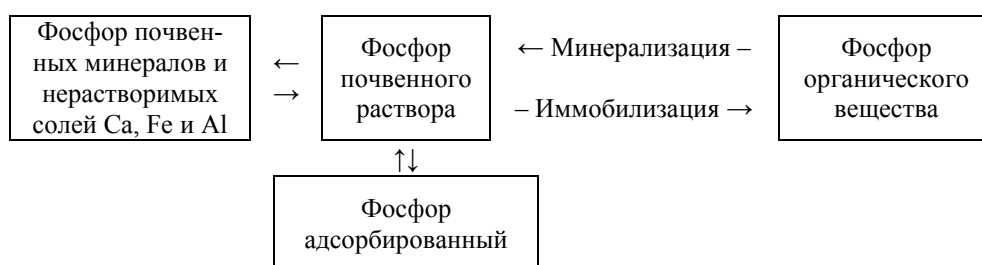 Фосфор почвен-
ных минералов и
нерастворимых
солей Ca, Fe и Al
←
→
Фосфор
почвенного
раствора
← Минерализация –
– Иммобилизация →
Фосфор
органического
вещества
↑↓
Фосфор
адсорбированный